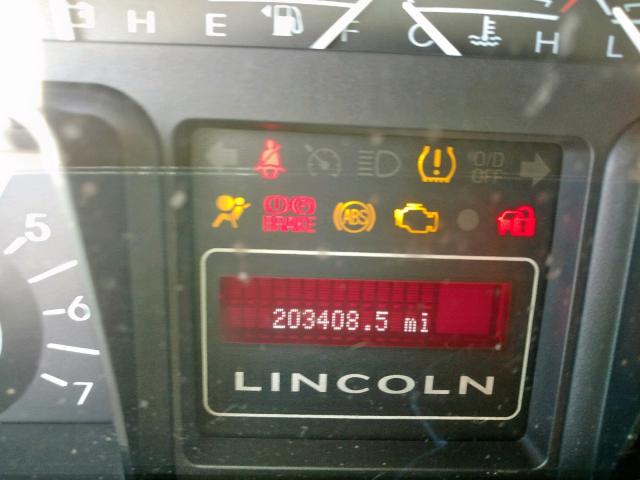 H E F C H L
O/D
OFF
BRAKE
ABS
5
6
7
203408.5 mi
LINCOLN